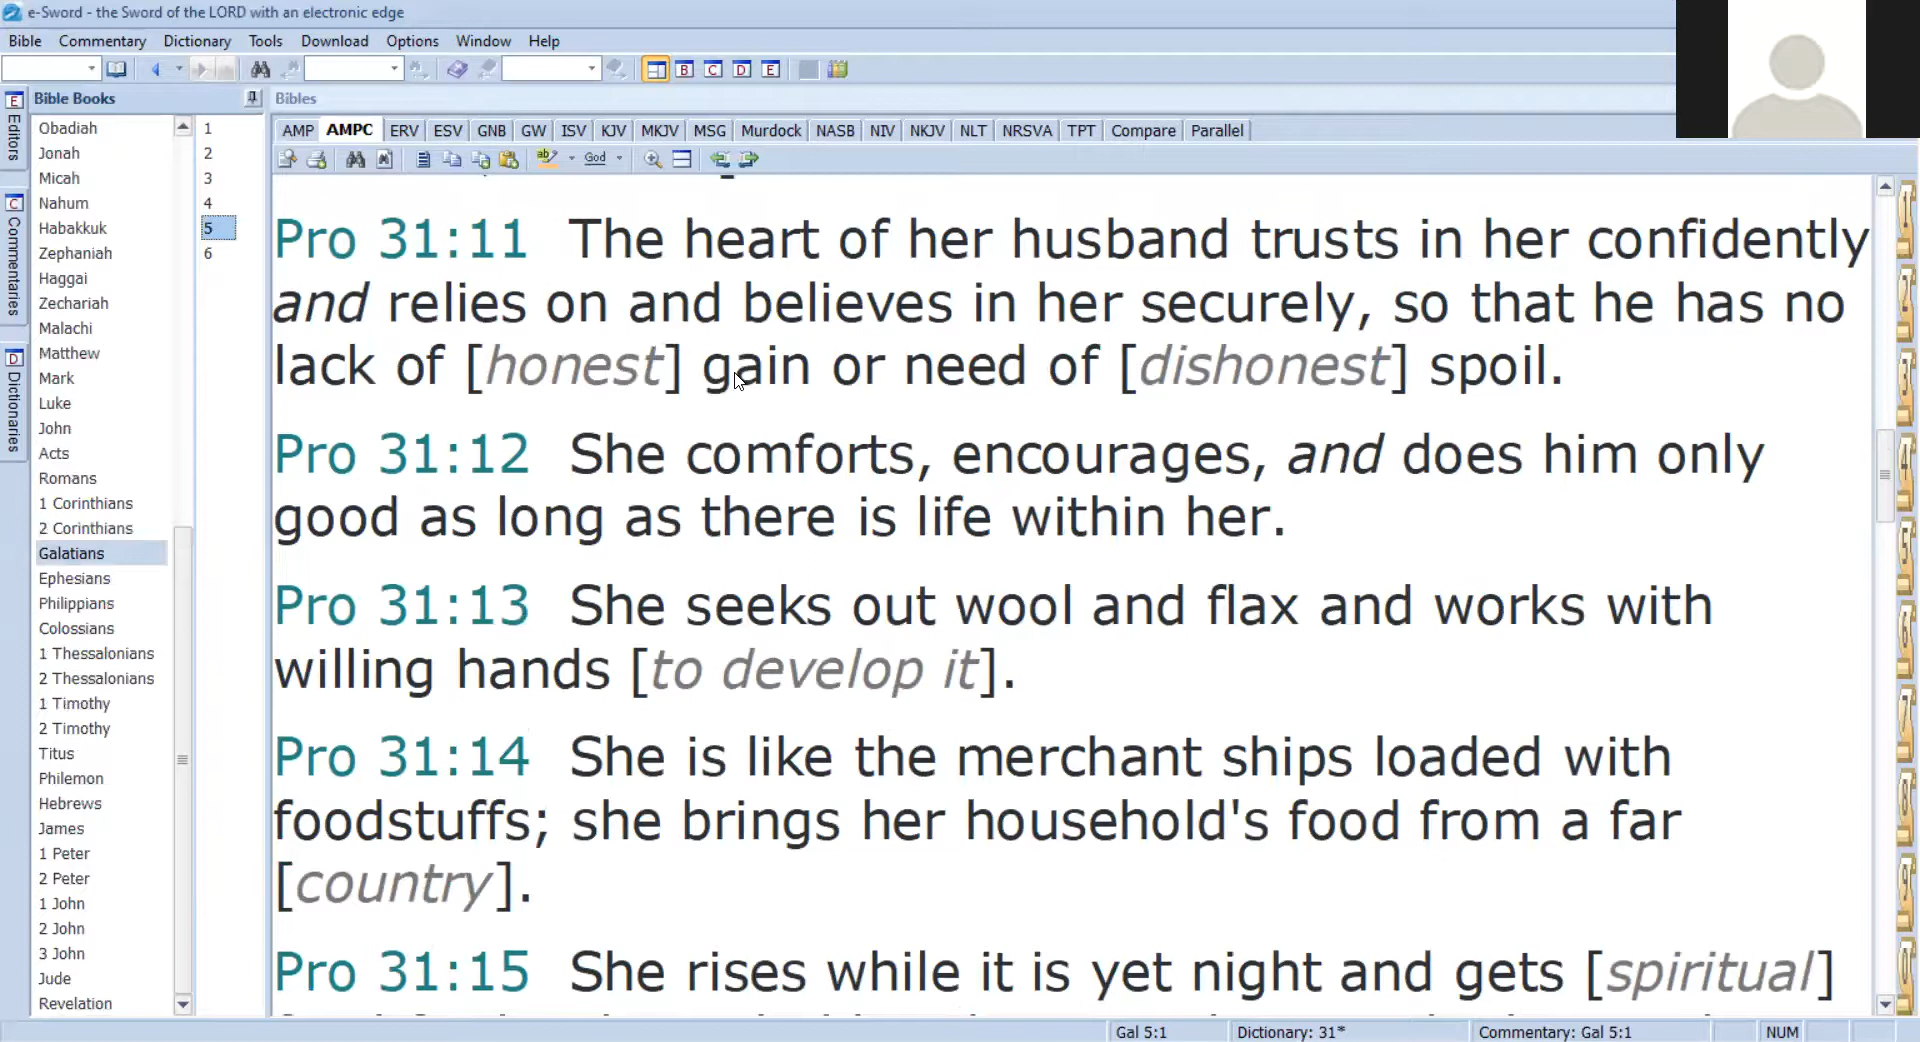 e-Sword - the Sword of the LORD with an electronic edge
Bible Commentary Dictionary Tools Download Options Window Help
B C D E
Bible Books
Bibles
E Editors
C Commentaries
D Dictionaries
AMP AMPC ERV ESV GNB GW ISV KJV MKJV MSG Murdock NASB NIV NKJV NLT NRSVA TPT Compare Parallel
ab God
Obadiah
Jonah
Micah
Nahum
Habakkuk
Zephaniah
Haggai
Zechariah
Malachi
Matthew
Mark
Luke
John
Acts
Romans
1 Corinthians
2 Corinthians
Galatians
Ephesians
Philippians
Colossians
1 Thessalonians
2 Thessalonians
1 Timothy
2 Timothy
Titus
Philemon
Hebrews
James
1 Peter
2 Peter
1 John
2 John
3 John
Jude
Revelation
1
2
3
4
5
6
Pro 31:11 The heart of her husband trusts in her confidently
and relies on and believes in her securely, so that he has no
lack of [honest] gain or need of [dishonest] spoil.
Pro 31:12 She comforts, encourages, and does him only
good as long as there is life within her.
Pro 31:13 She seeks out wool and flax and works with
willing hands [to develop it].
Pro 31:14 She is like the merchant ships loaded with
foodstuffs; she brings her household's food from a far
[country].
Pro 31:15 She rises while it is yet night and gets [spiritual]
Gal 5:1 Dictionary: 31* Commentary: Gal 5:1 NUM